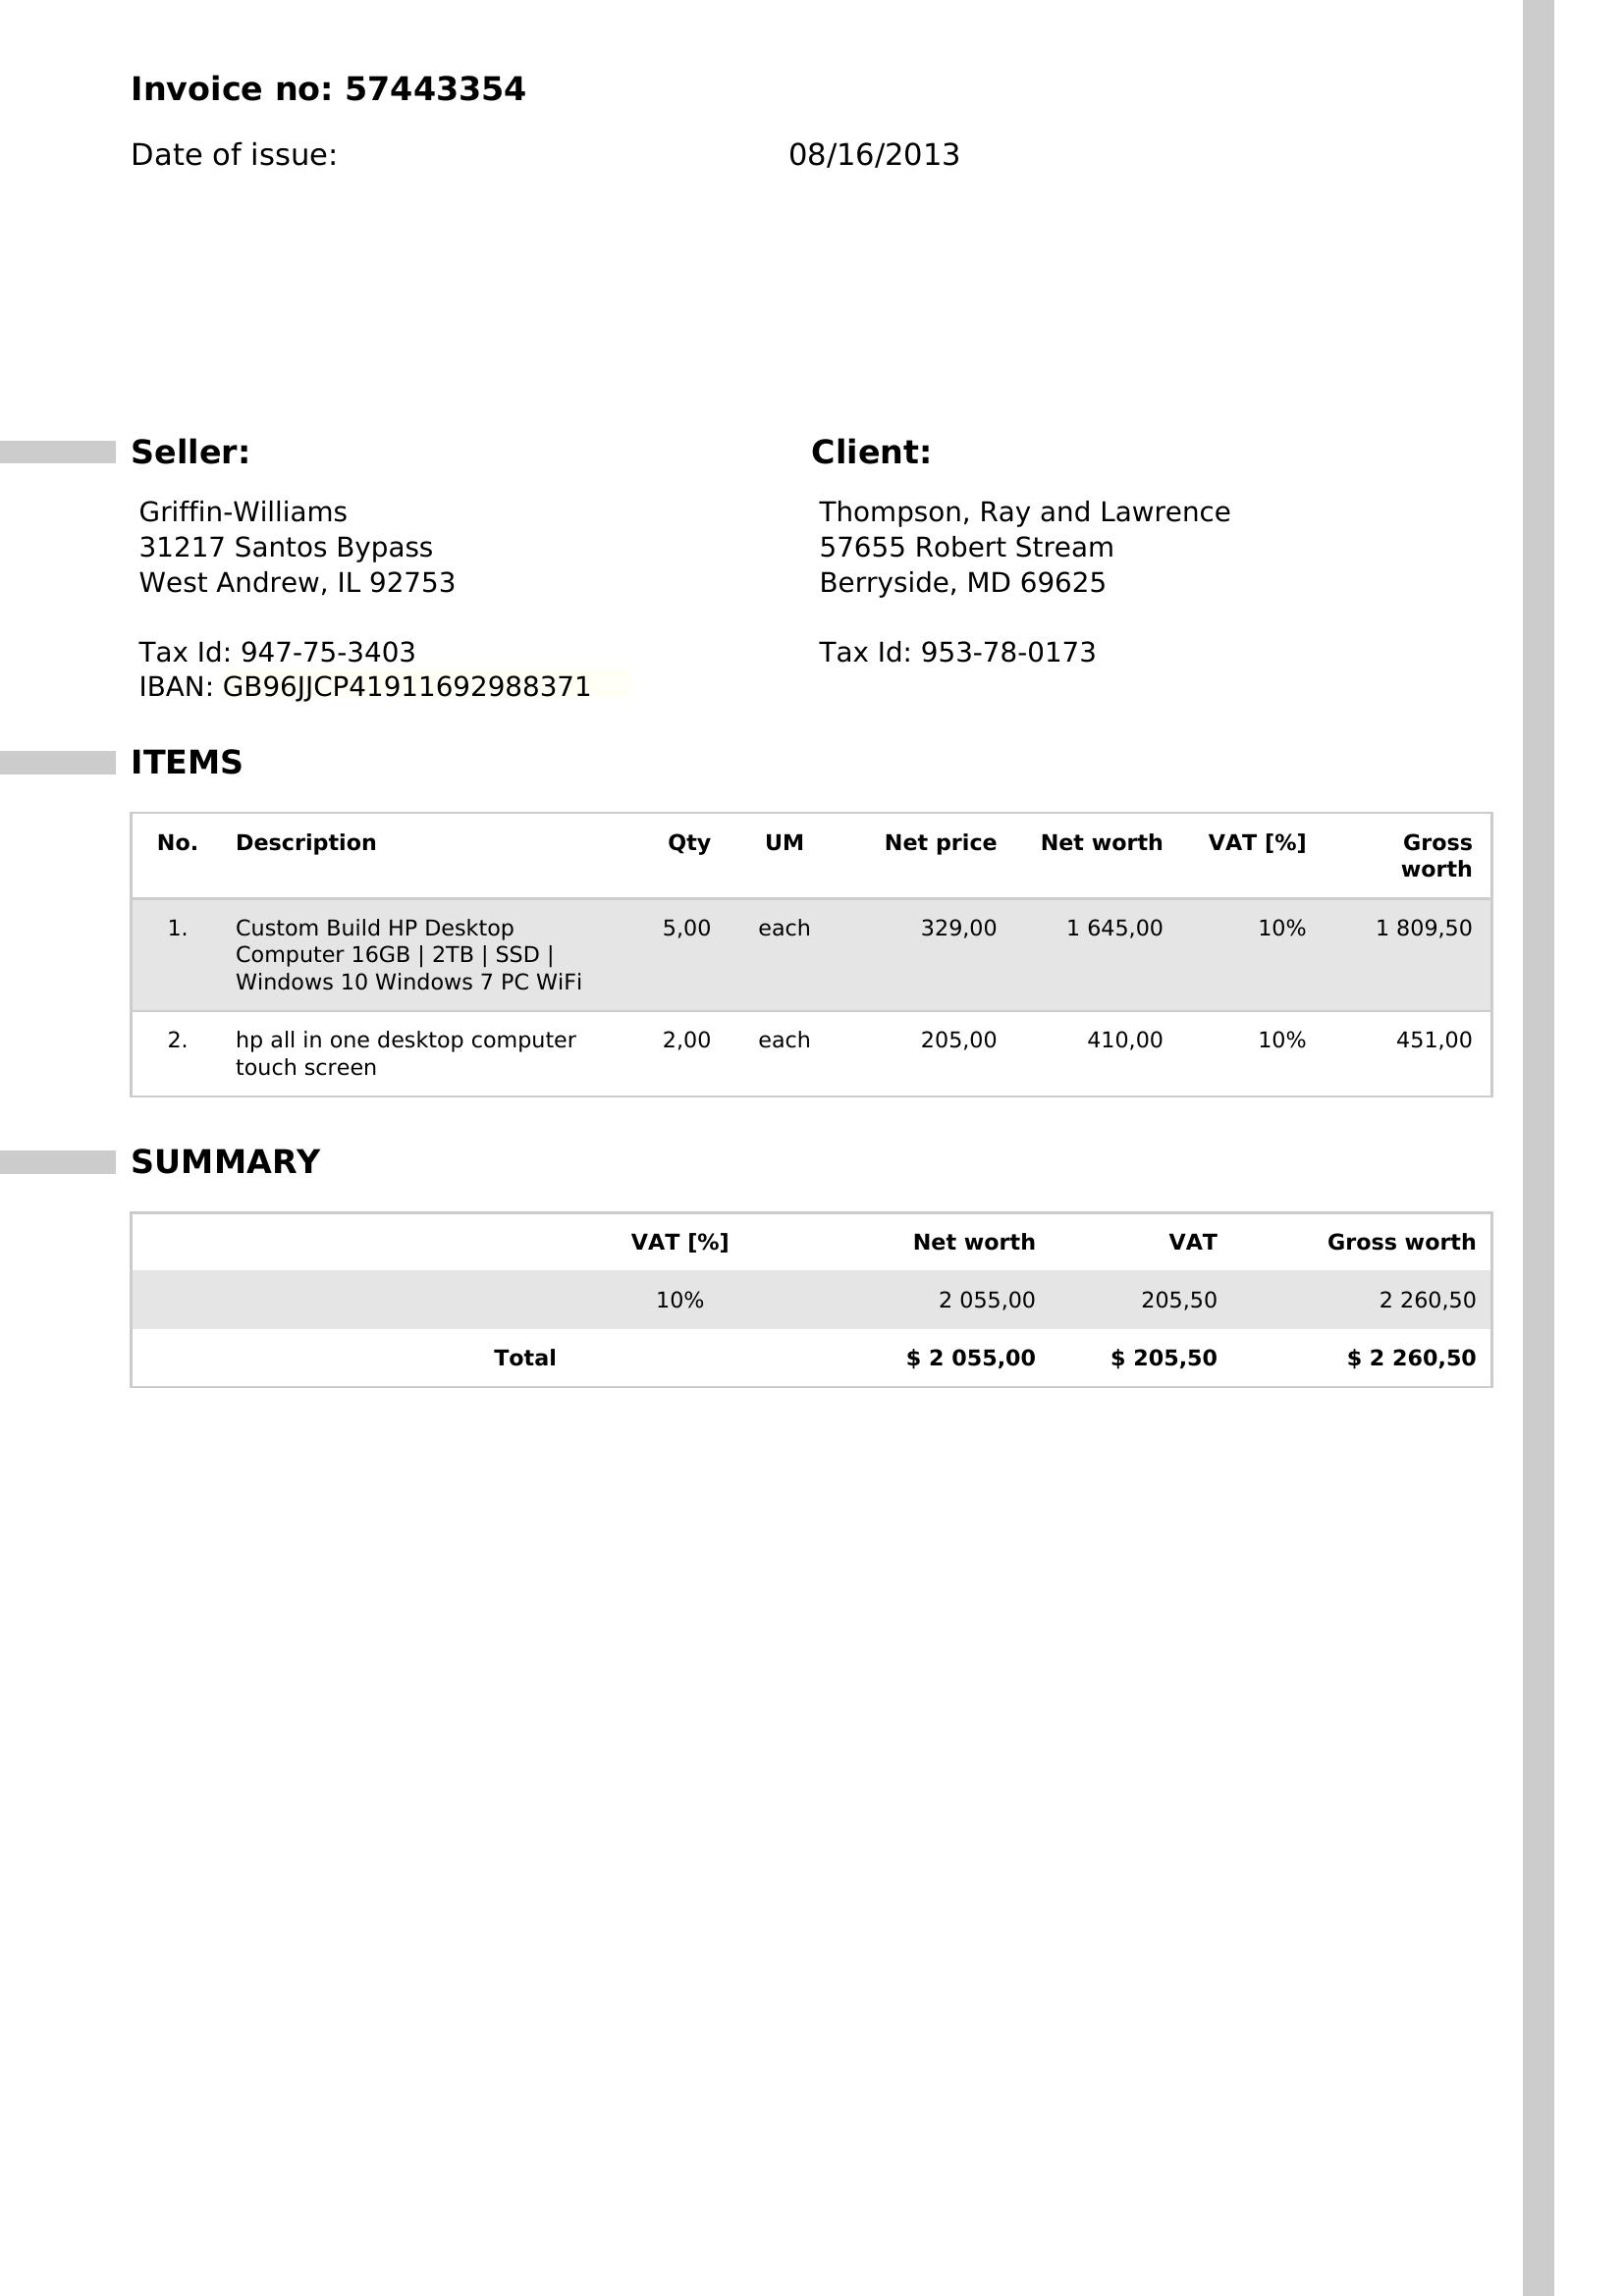 Invoice no: 57443354
Date of issue: 08/16/2013
Seller:
Griffin-Williams
31217 Santos Bypass
West Andrew, IL 92753
Tax Id: 947-75-3403
IBAN: GB96JJCP41911692988371
Client:
Thompson, Ray and Lawrence
57655 Robert Stream
Berryside, MD 69625
Tax Id: 953-78-0173
ITEMS
No. Description Qty UM Net price Net worth VAT [%] Gross
worth
1. Custom Build HP Desktop 5,00 each 329,00 1 645,00 10% 1 809,50
Computer 16GB | 2TB | SSD |
Windows 10 Windows 7 PC WiFi
2. hp all in one desktop computer 2,00 each 205,00 410,00 10% 451,00
touch screen
SUMMARY
VAT [%] Net worth VAT Gross worth
10% 2 055,00 205,50 2 260,50
Total $ 2 055,00 $ 205,50 $ 2 260,50